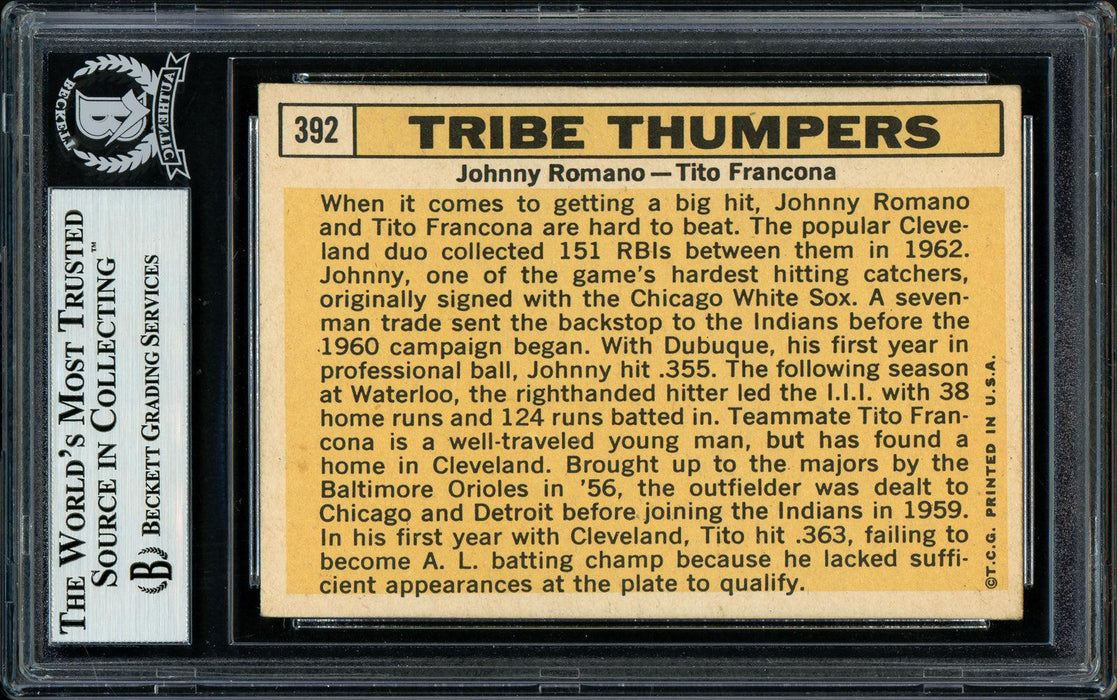 BECKETT
AUTHENTIC
B
THE WORLD'S MOST TRUSTED
SOURCE IN COLLECTING™
B BECKETT GRADING SERVICES
392
TRIBE THUMPERS
Johnny Romano — Tito Francona
When it comes to getting a big hit, Johnny Romano
and Tito Francona are hard to beat. The popular Cleve-
land duo collected 151 RBIs between them in 1962.
Johnny, one of the game's hardest hitting catchers,
originally signed with the Chicago White Sox. A seven-
man trade sent the backstop to the Indians before the
1960 campaign began. With Dubuque, his first year in
professional ball, Johnny hit .355. The following season
at Waterloo, the righthanded hitter led the I.I.I. with 38
home runs and 124 runs batted in. Teammate Tito Fran-
cona is a well-traveled young man, but has found a
home in Cleveland. Brought up to the majors by the
Baltimore Orioles in '56, the outfielder was dealt to
Chicago and Detroit before joining the Indians in 1959.
In his first year with Cleveland, Tito hit .363, failing to
become A. L. batting champ because he lacked suffi-
cient appearances at the plate to qualify.
©T.C.G. PRINTED IN U.S.A.